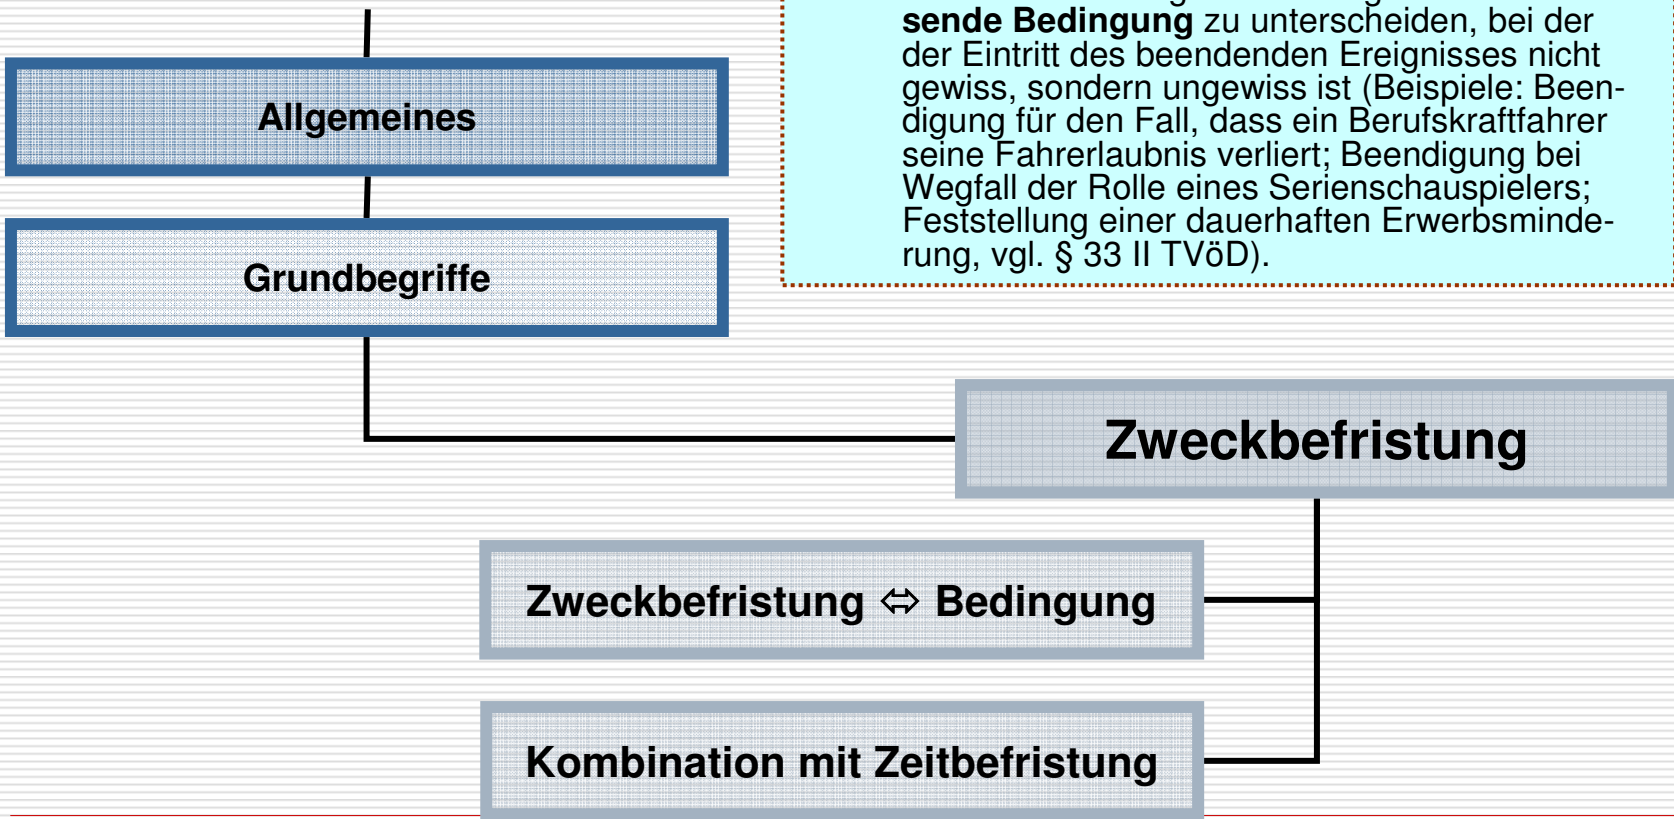 sende Bedingung zu unterscheiden, bei der
der Eintritt des beendenden Ereignisses nicht
gewiss, sondern ungewiss ist (Beispiele: Been-
digung für den Fall, dass ein Berufskraftfahrer
seine Fahrerlaubnis verliert; Beendigung bei
Wegfall der Rolle eines Serienschauspielers;
Feststellung einer dauerhaften Erwerbsminde-
rung, vgl. § 33 II TVöD).
Allgemeines
Grundbegriffe
Zweckbefristung
Zweckbefristung ⇔ Bedingung
Kombination mit Zeitbefristung